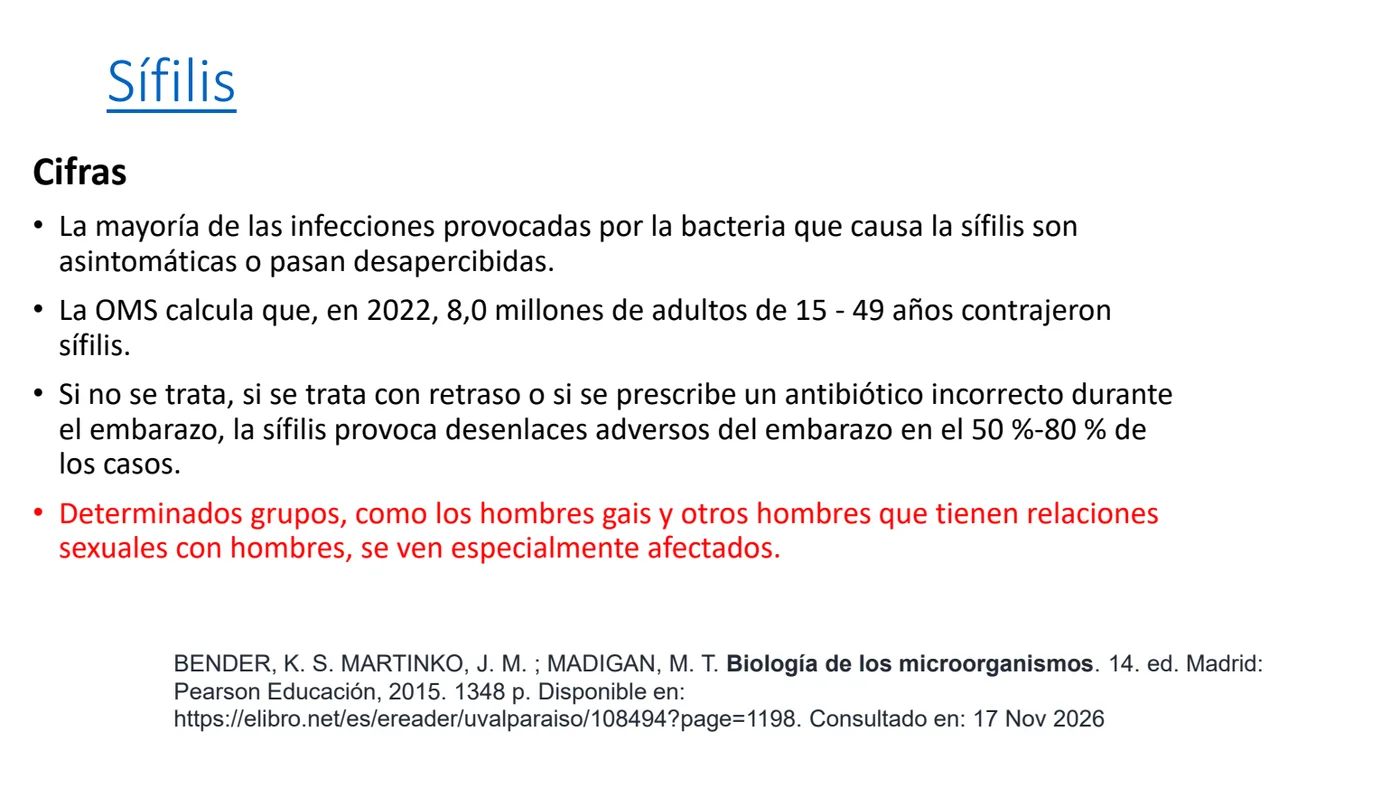 Sífilis
Cifras
• La mayoría de las infecciones provocadas por la bacteria que causa la sífilis son
asintomáticas o pasan desapercibidas.
• La OMS calcula que, en 2022, 8,0 millones de adultos de 15 - 49 años contrajeron
sífilis.
• Si no se trata, si se trata con retraso o si se prescribe un antibiótico incorrecto durante
el embarazo, la sífilis provoca desenlaces adversos del embarazo en el 50 %-80 % de
los casos.
• Determinados grupos, como los hombres gais y otros hombres que tienen relaciones
sexuales con hombres, se ven especialmente afectados.
BENDER, K. S. MARTINKO, J. M. ; MADIGAN, M. T. Biología de los microorganismos. 14. ed. Madrid:
Pearson Educación, 2015. 1348 p. Disponible en:
https://elibro.net/es/ereader/uvalparaiso/108494?page=1198. Consultado en: 17 Nov 2026